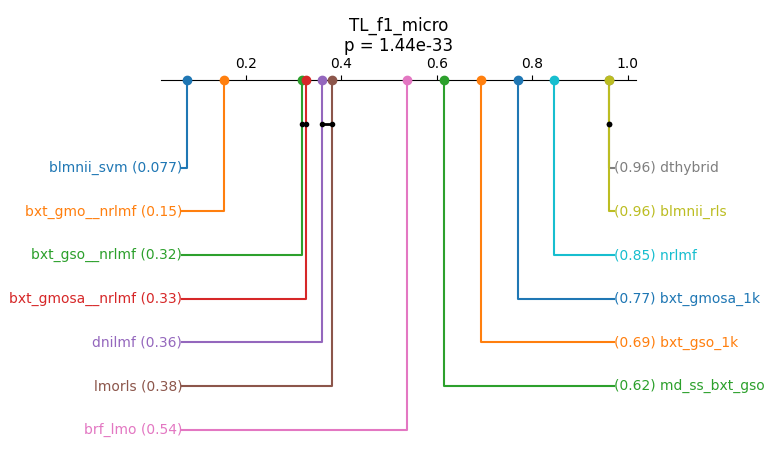 TL_f1_micro
p = 1.44e-33
0.2 0.4 0.6 0.8 1.0
blmnii_svm (0.077)
(0.96) dthybrid
bxt_gmo__nrlmf (0.15)
(0.96) blmnii_rls
bxt_gso__nrlmf (0.32)
(0.85) nrlmf
bxt_gmosa__nrlmf (0.33)
(0.77) bxt_gmosa_1k
dnilmf (0.36)
(0.69) bxt_gso_1k
lmorls (0.38)
(0.62) md_ss_bxt_gso
brf_lmo (0.54)